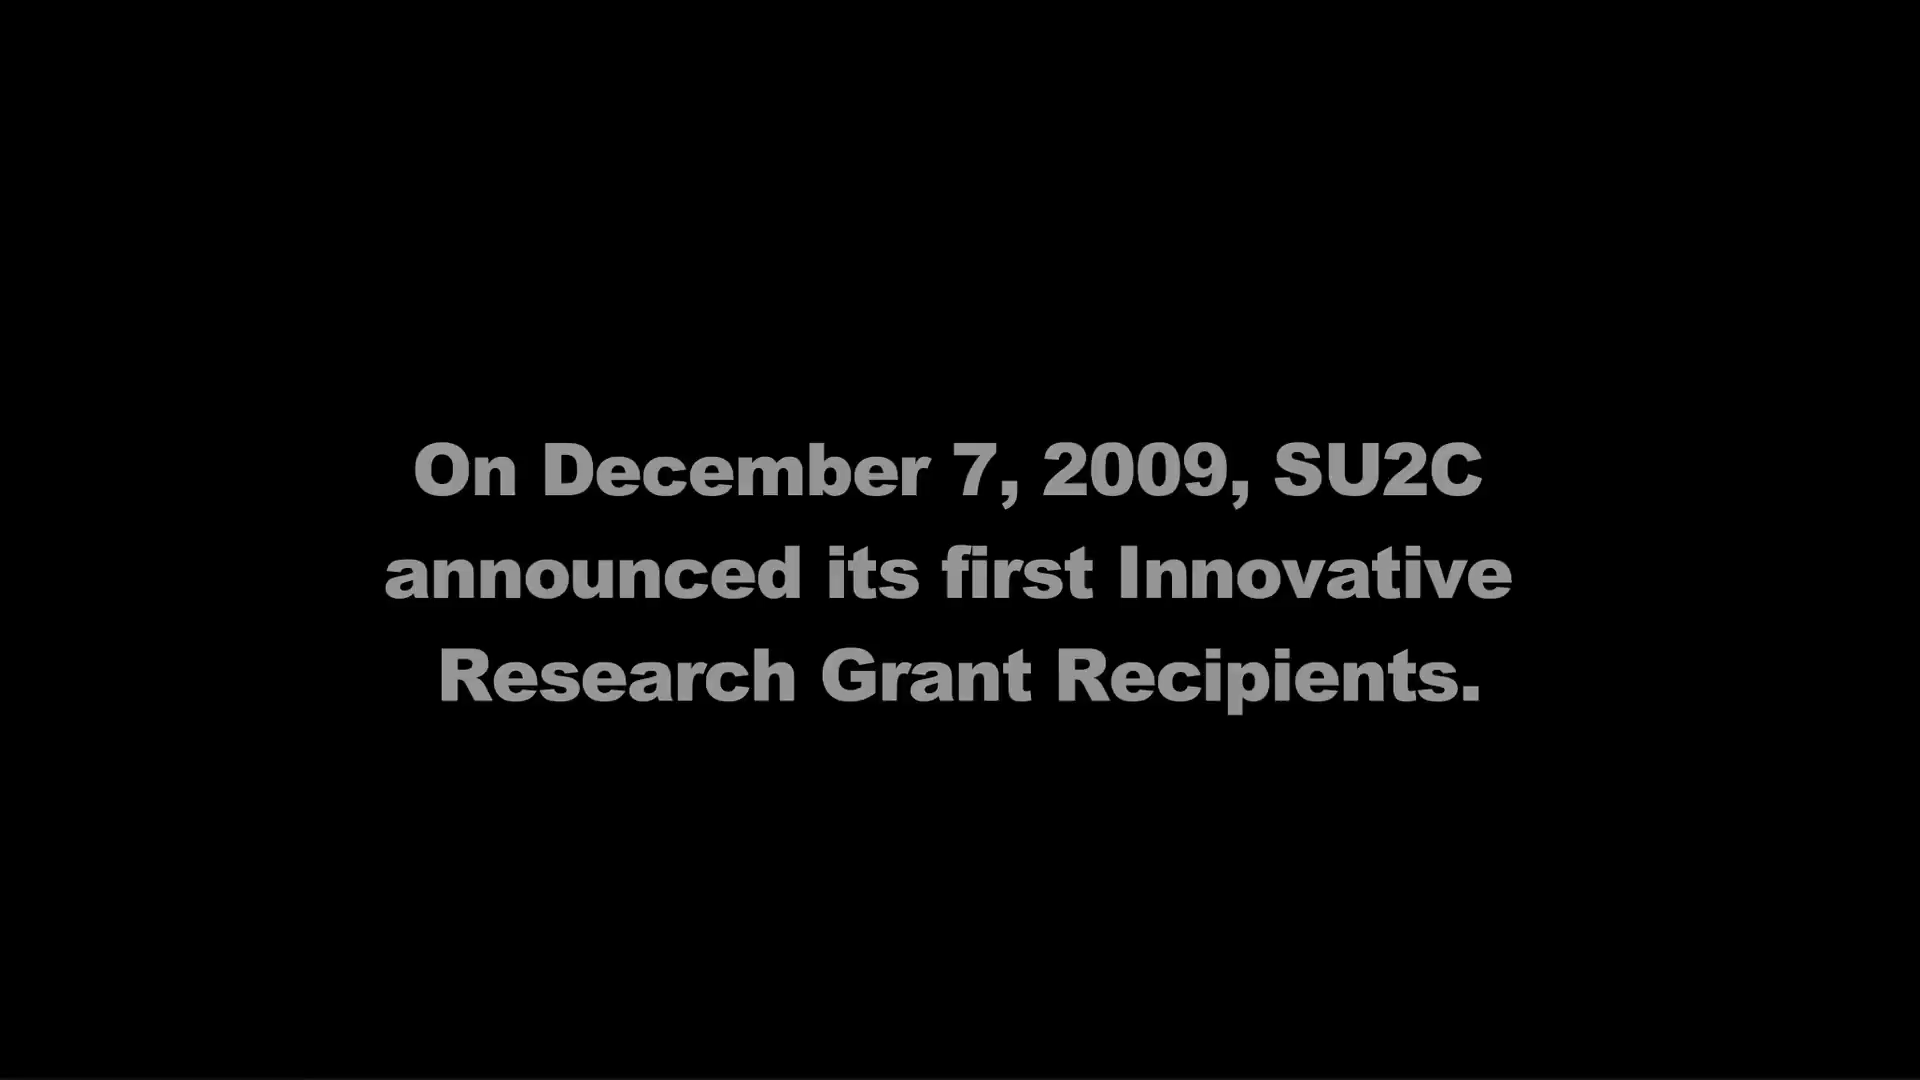 On December 7, 2009, SU2C
announced its first Innovative
Research Grant Recipients.